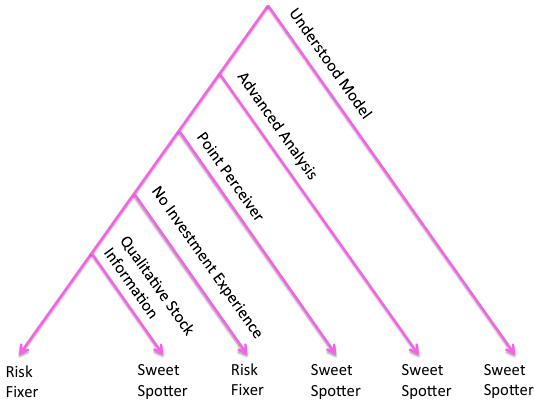 Understood Model
Advanced Analysis
Point Perceiver
No Investment Experience
Qualitative Stock
Information
Risk
Fixer
Sweet
Spotter
Risk
Fixer
Sweet
Spotter
Sweet
Spotter
Sweet
Spotter